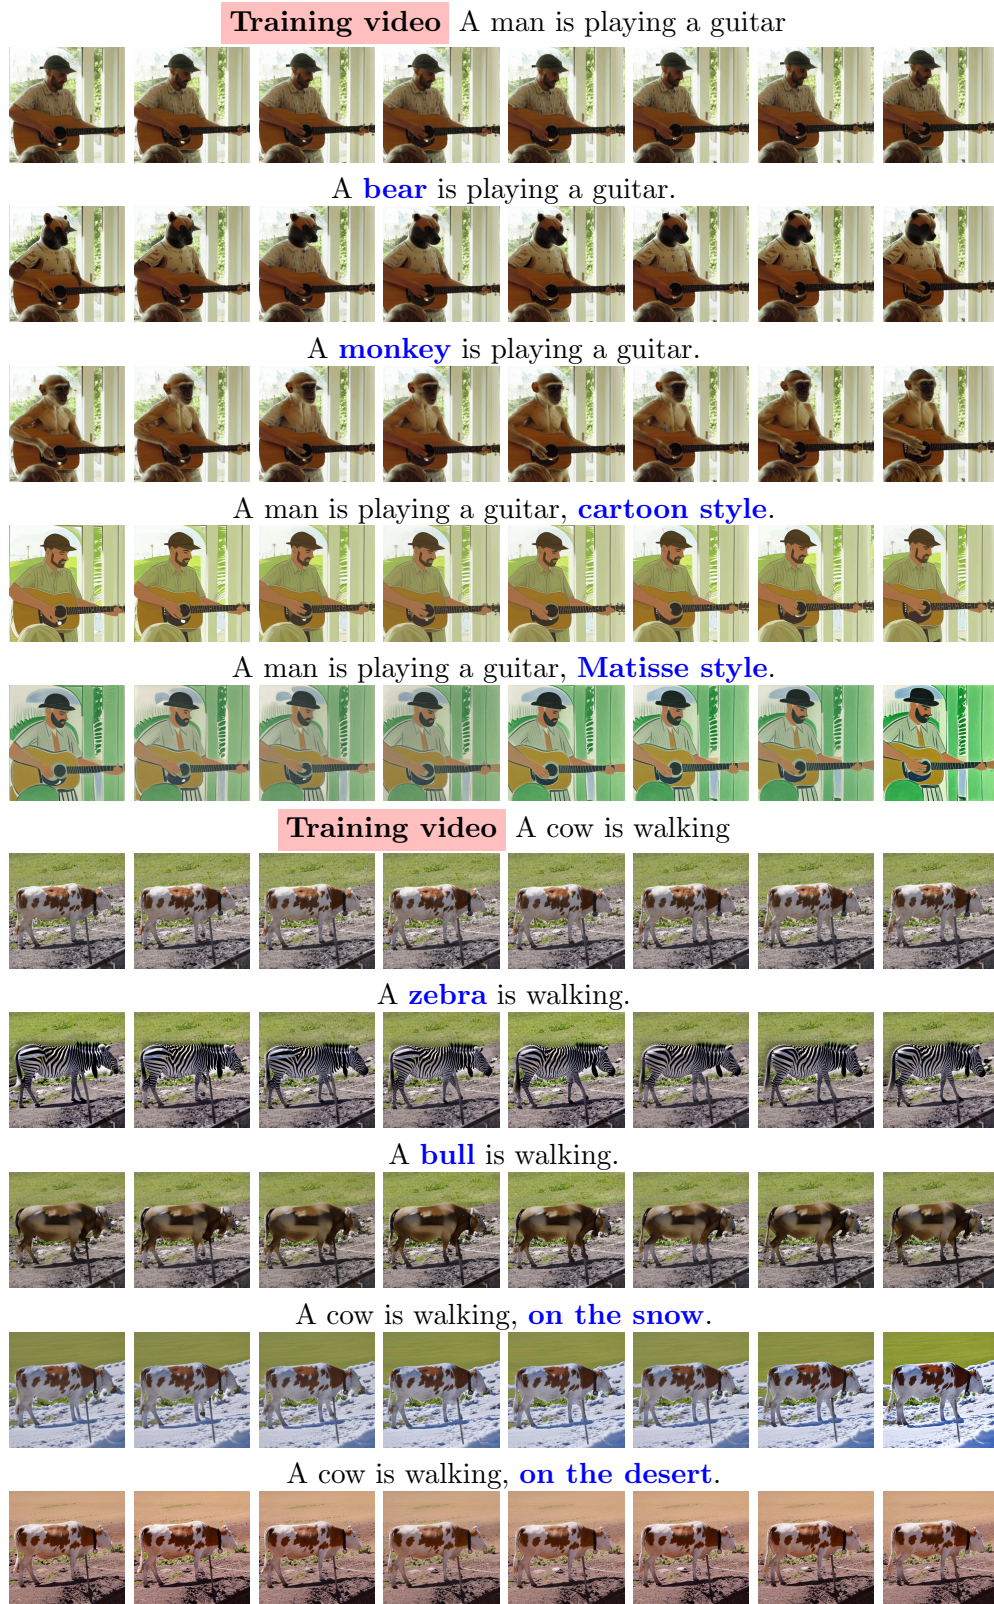 Training video A man is playing a guitar
A bear is playing a guitar.
A monkey is playing a guitar.
A man is playing a guitar, cartoon style.
A man is playing a guitar, Matisse style.
Training video A cow is walking
A zebra is walking.
A bull is walking.
A cow is walking, on the snow.
A cow is walking, on the desert.